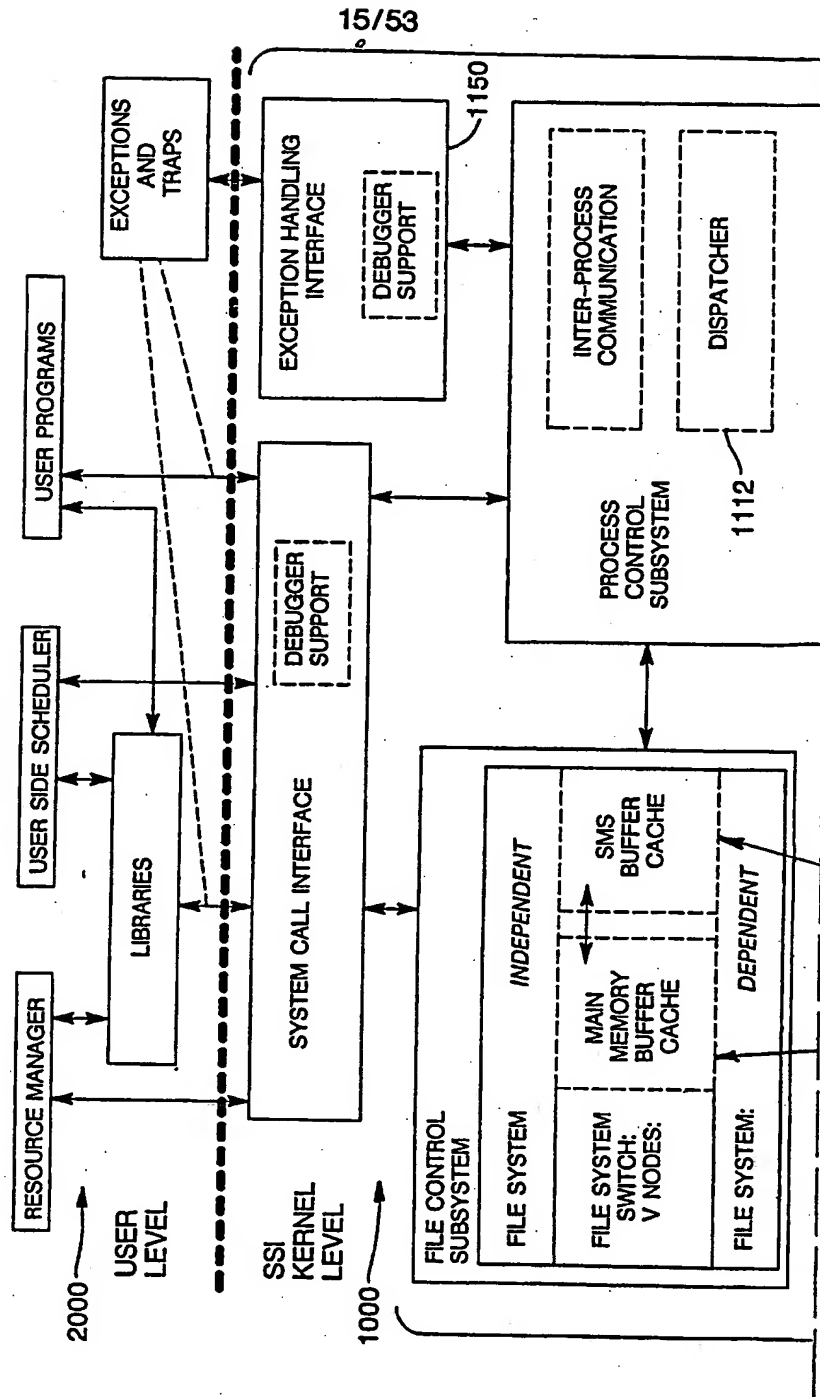 15/53
RESOURCE MANAGER
USER SIDE SCHEDULER
USER PROGRAMS
EXCEPTIONS
AND
TRAPS
LIBRARIES
2000
USER
LEVEL
SSI
KERNEL
LEVEL
1000
SYSTEM CALL INTERFACE
DEBUGGER
SUPPORT
EXCEPTION HANDLING
INTERFACE
DEBUGGER
SUPPORT
1150
FILE CONTROL
SUBSYSTEM
FILE SYSTEM
INDEPENDENT
FILE SYSTEM
SWITCH:
V NODES:
MAIN
MEMORY
BUFFER
CACHE
SMS
BUFFER
CACHE
FILE SYSTEM:
DEPENDENT
PROCESS
CONTROL
SUBSYSTEM
INTER-PROCESS
COMMUNICATION
DISPATCHER
1112